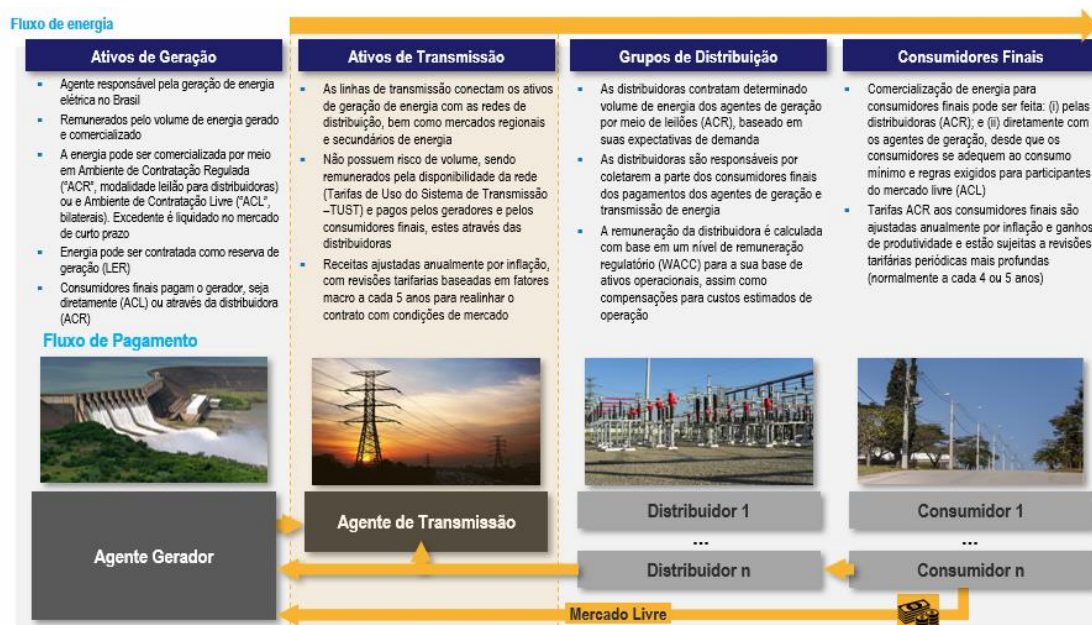 Fluxo de energia
Ativos de Geração
Agente responsável pela geração de energia
elétrica no Brasil
Remunerados pelo volume de energia gerado
e comercializado
A energia pode ser comercializada por meio
em Ambiente de Contratação Regulada
("ACR", modalidade leilão para distribuidoras)
ou e Ambiente de Contratação Livre ("ACL",
bilaterais). Excedente é liquidado no mercado
de curto prazo
Energia pode ser contratada como reserva de
geração (LER)
Consumidores finais pagam o gerador, seja
diretamente (ACL) ou através da distribuidora
(ACR)
Ativos de Transmissão
As linhas de transmissão conectam os ativos
de geração de energia com as redes de
distribuição, bem como mercados regionais
e secundários de energia
Não possuem risco de volume, sendo
remunerados pela disponibilidade da rede
(Tarifas de Uso do Sistema de Transmissão
–TUST) e pagos pelos geradores e pelos
consumidores finais, estes através das
distribuidoras
Receitas ajustadas anualmente por inflação,
com revisões tarifarias baseadas em fatores
macro a cada 5 anos para realinhar o
contrato com condições de mercado
Grupos de Distribuição
As distribuidoras contratam determinado
volume de energia dos agentes de geração
por meio de leilões (ACR), baseado em
suas expectativas de demanda
As distribuidoras são responsáveis por
coletarem a parte dos consumidores finais
dos pagamentos dos agentes de geração e
transmissão de energia
A remuneração da distribuidora é calculada
com base em um nível de remuneração
regulatório (WACC) para a sua base de
ativos operacionais, assim como
compensações para custos estimados de
operação
Consumidores Finais
Comercialização de energia para
consumidores finais pode ser feita: (i) pelas
distribuidoras (ACR); e (ii) diretamente com
os agentes de geração, desde que os
consumidores se adequem ao consumo
mínimo e regras exigidos para participantes
do mercado livre (ACL)
Tarifas ACR aos consumidores finais são
ajustadas anualmente por inflação e ganhos
de produtividade e estão sujeitas a revisões
tarifárias periódicas mais profundas
(normalmente a cada 4 ou 5 anos)
Fluxo de Pagamento
Agente Gerador
Agente de Transmissão
Distribuidor 1
...
Distribuidor n
Consumidor 1
...
Consumidor n
Mercado Livre